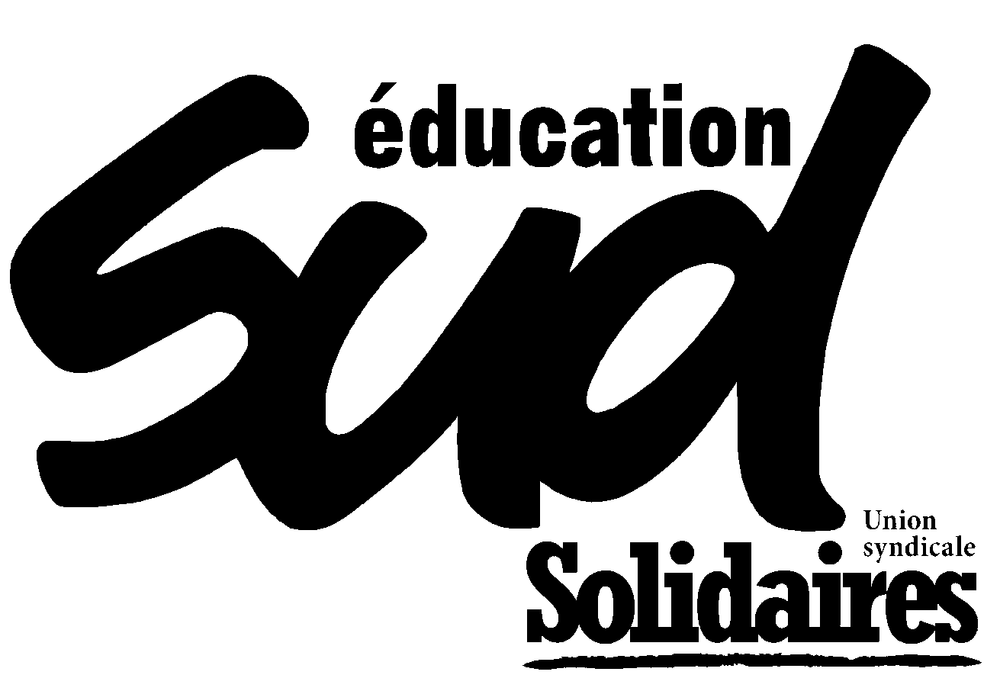 éducation
sud
Union
syndicale
Solidaires